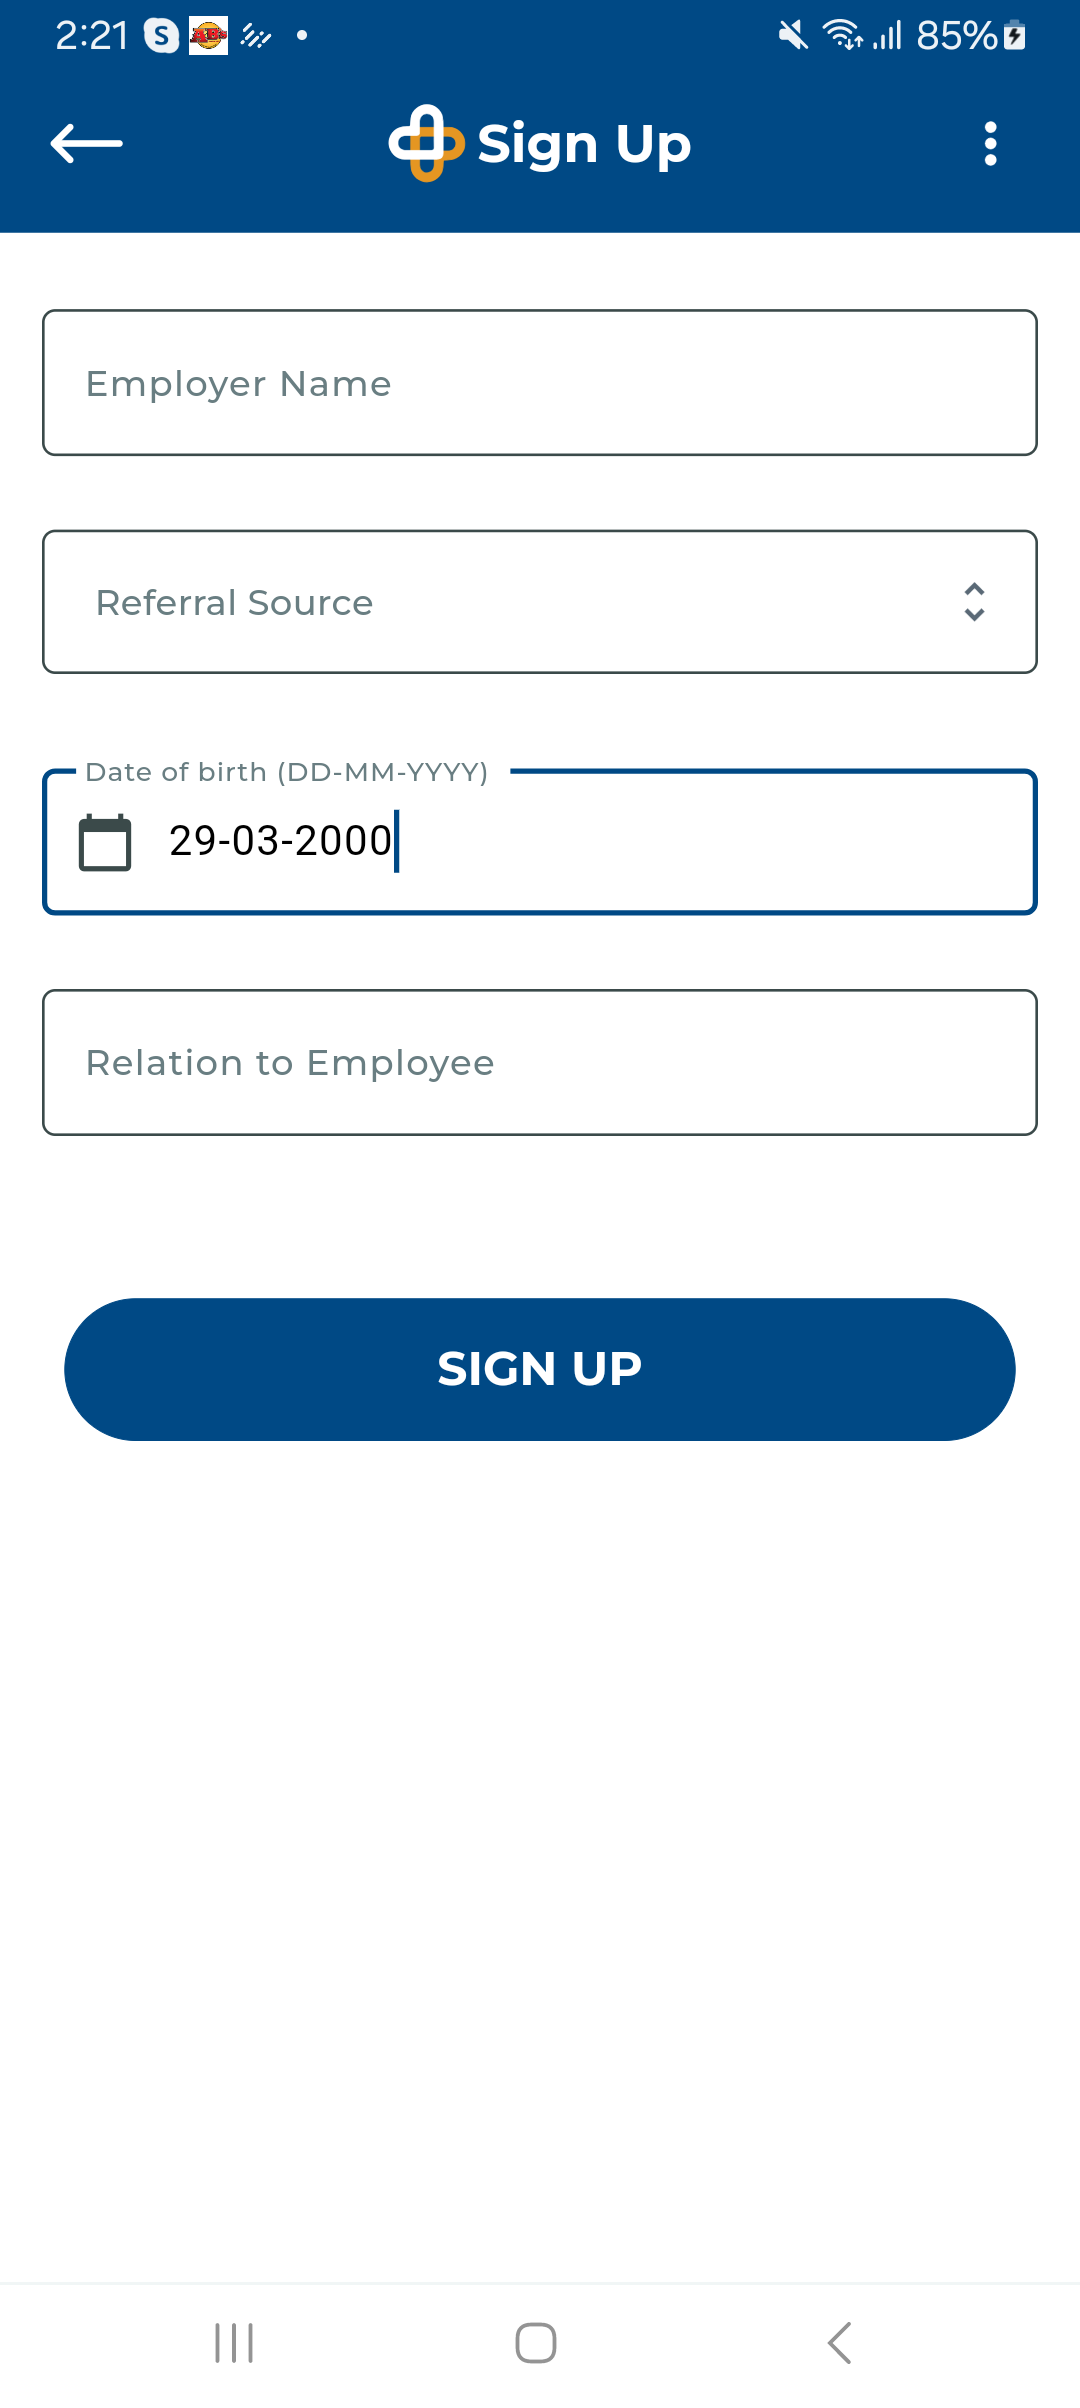 2:21 S ABs 85%
Sign Up
Employer Name
Referral Source
Date of birth (DD-MM-YYYY)
29-03-2000
Relation to Employee
SIGN UP